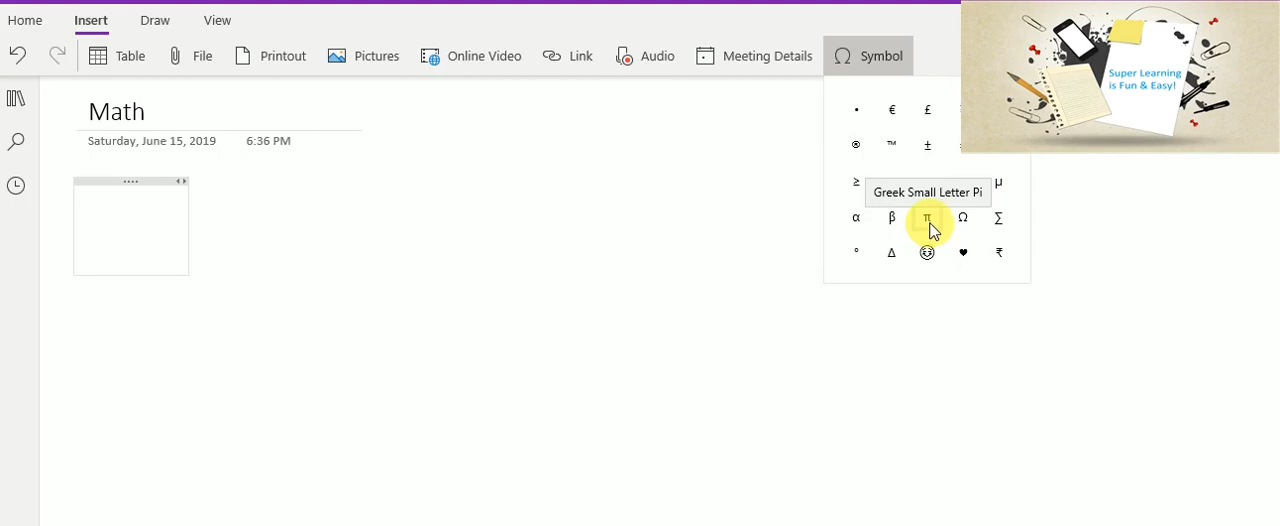 Home Insert Draw View
Table File Printout Pictures Online Video Link Audio Meeting Details Symbol
Math
Saturday, June 15, 2019 6:36 PM
• € £
® ™ ±
≥ µ
Greek Small Letter Pi
α β π Ω ∑
° Δ ♥ ₹
Super Learning
is Fun & Easy!